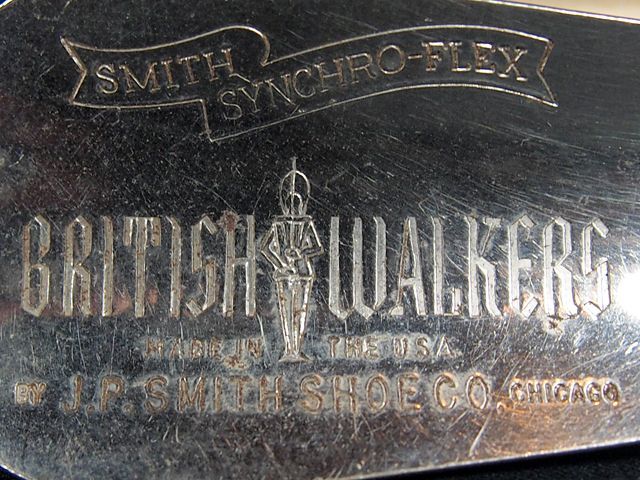 SMITH SYNCHRO-FLEX
BRITISH WALKERS
MADE IN THE U.S.A.
BY J.P. SMITH SHOE CO. CHICAGO